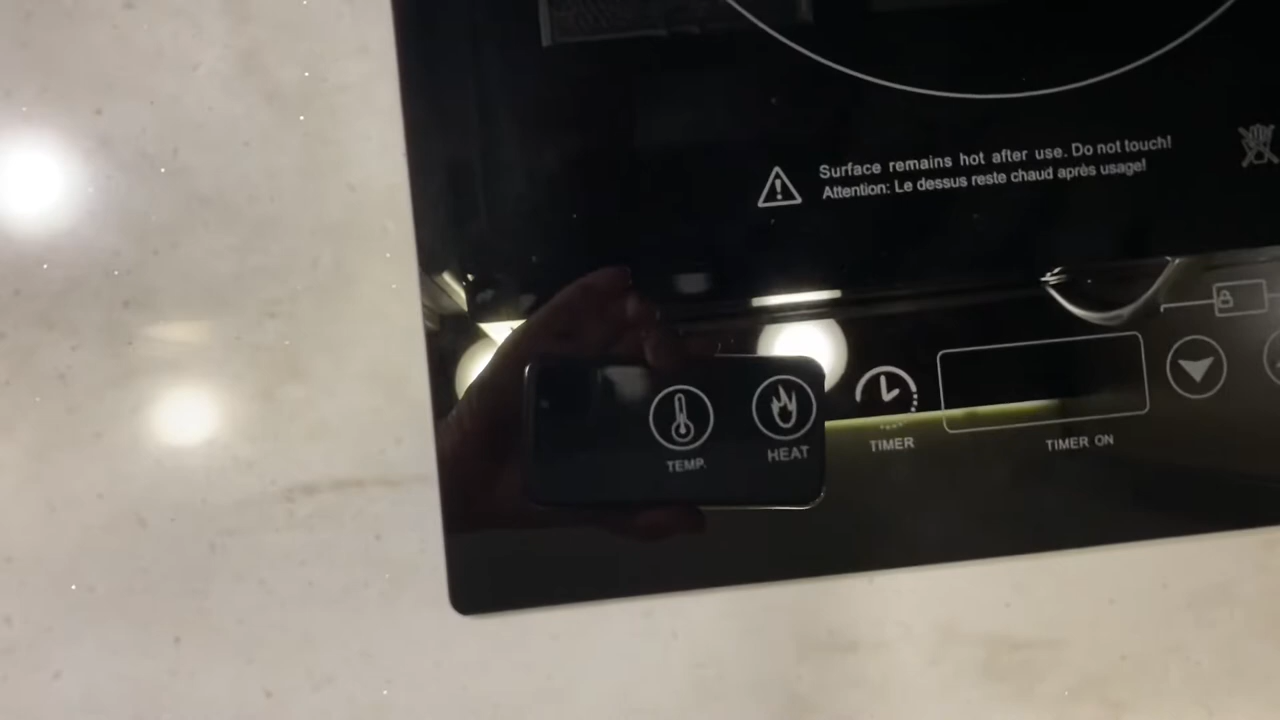 Surface remains hot after use. Do not touch!
Attention: Le dessus reste chaud après usage!
TEMP.
HEAT
TIMER
TIMER ON